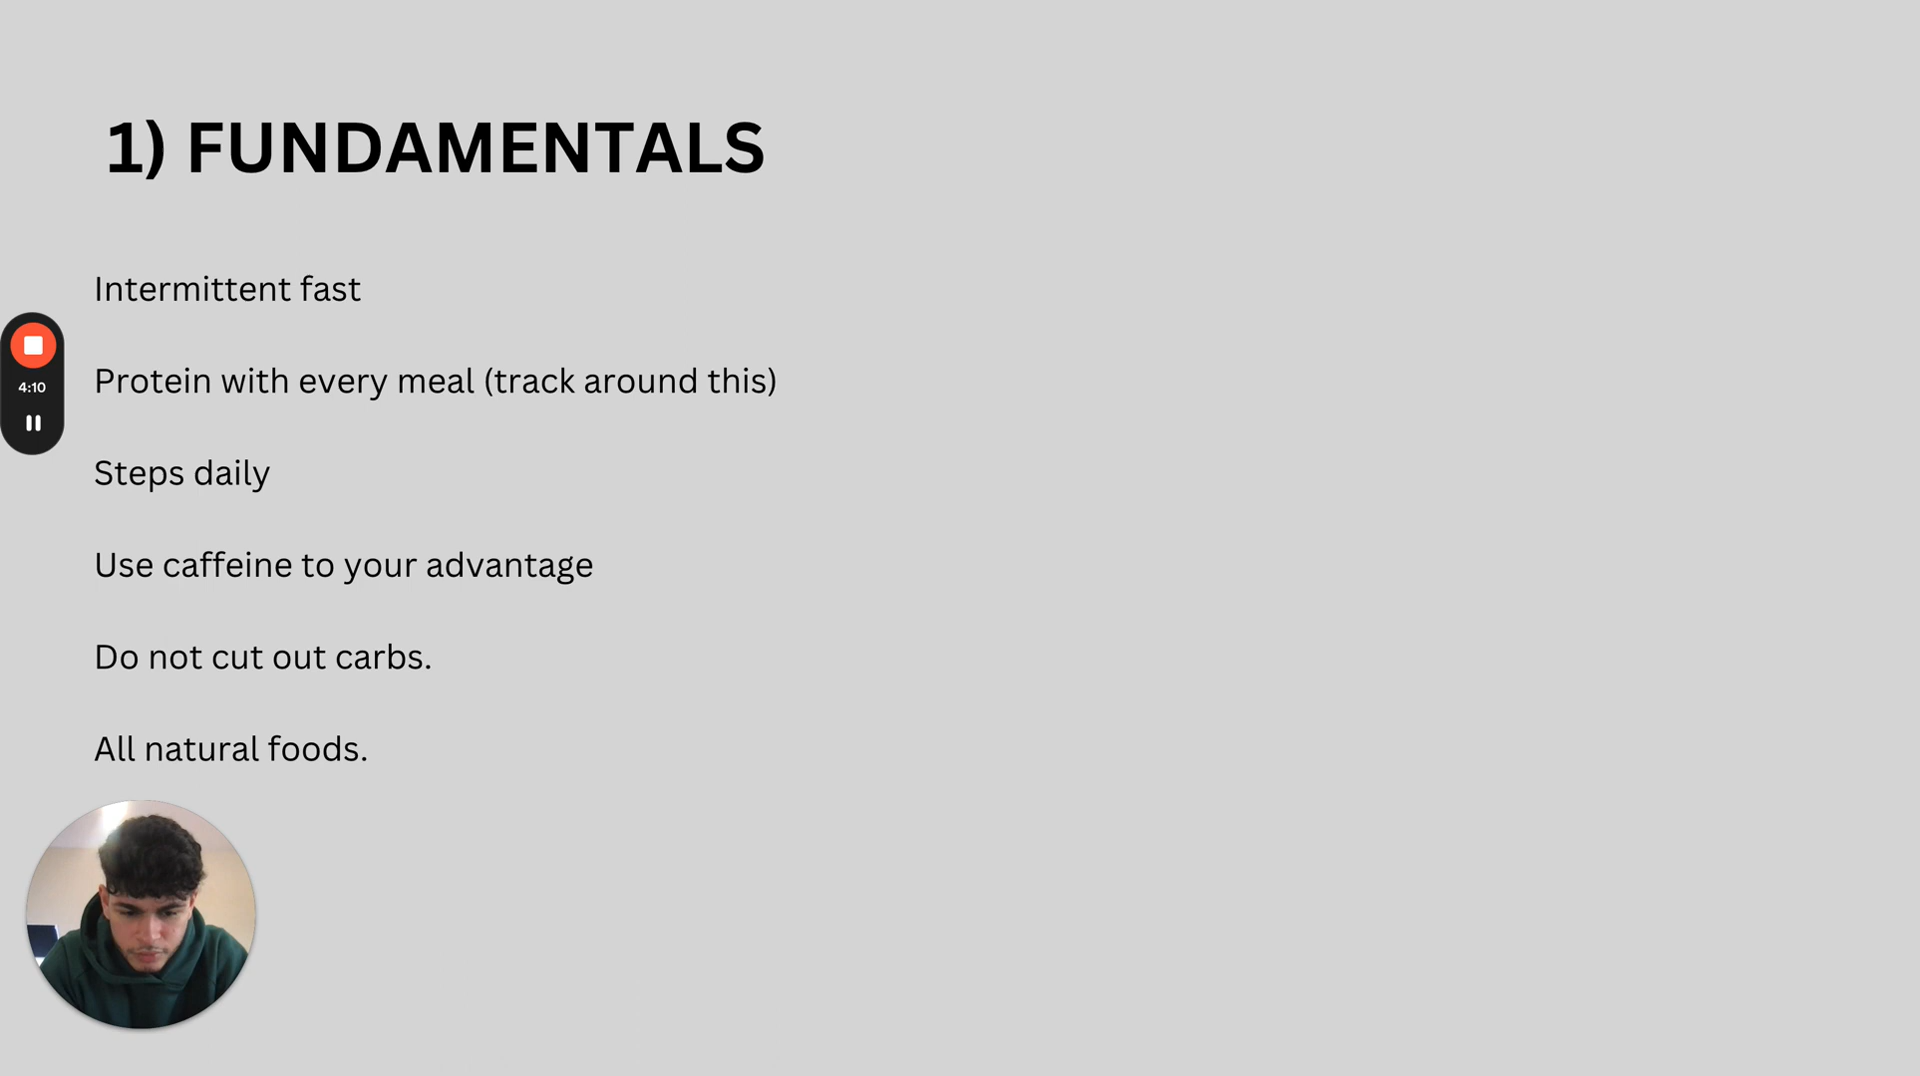 1) FUNDAMENTALS
Intermittent fast
Protein with every meal (track around this)
4:10
Steps daily
Use caffeine to your advantage
Do not cut out carbs.
All natural foods.